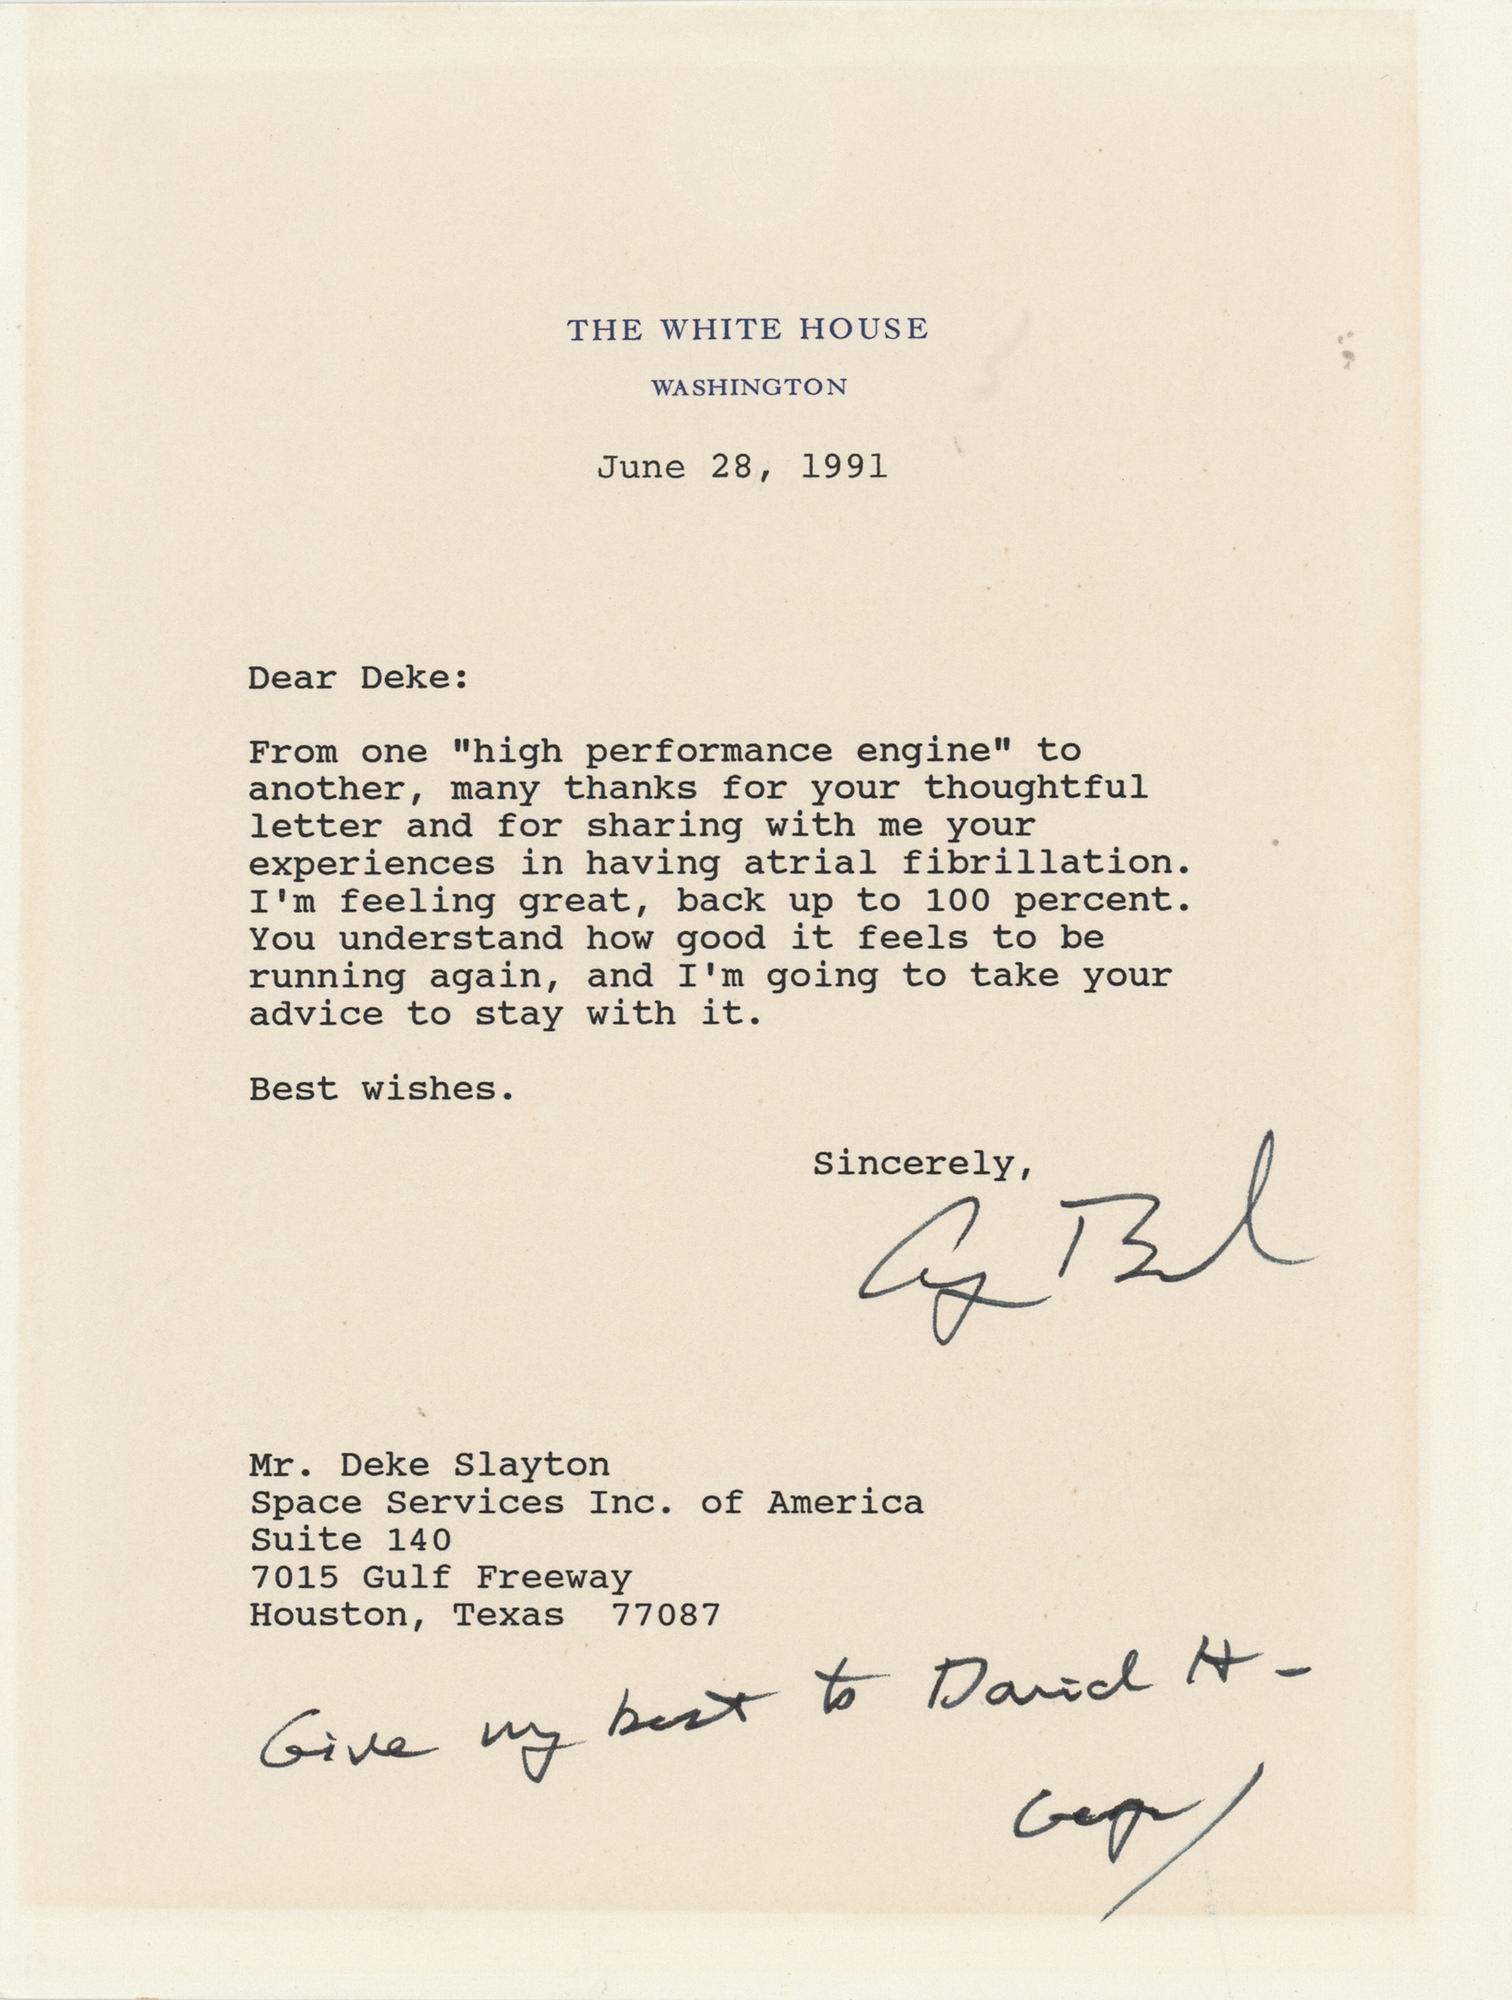 THE WHITE HOUSE
WASHINGTON
June 28, 1991
Dear Deke:
From one "high performance engine" to
another, many thanks for your thoughtful
letter and for sharing with me your
experiences in having atrial fibrillation.
I'm feeling great, back up to 100 percent.
You understand how good it feels to be
running again, and I'm going to take your
advice to stay with it.
Best wishes.
Sincerely,
G Bush
Mr. Deke Slayton
Space Services Inc. of America
Suite 140
7015 Gulf Freeway
Houston, Texas  77087
Give my best to David H-